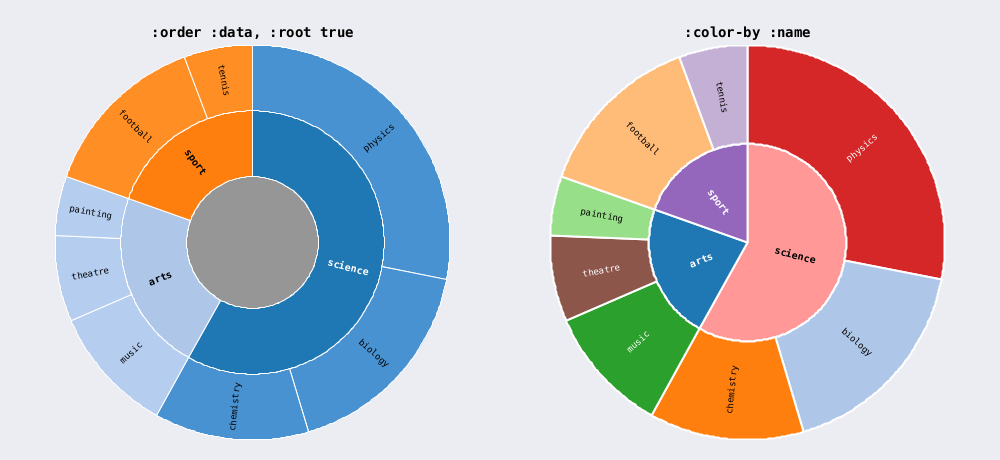 :order :data, :root true
tennis
football
physics
sport
painting
science
arts
theatre
music
biology
chemistry
:color-by :name
tennis
football
physics
sport
painting
science
arts
theatre
music
biology
chemistry